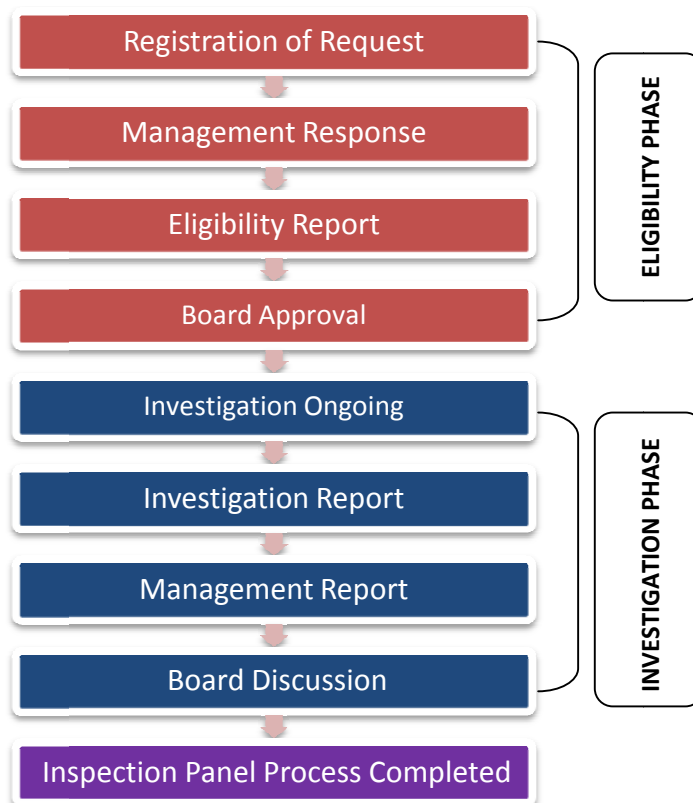 Registration of Request
Management Response
Eligibility Report
Board Approval
ELIGIBILITY PHASE
Investigation Ongoing
Investigation Report
Management Report
Board Discussion
INVESTIGATION PHASE
Inspection Panel Process Completed